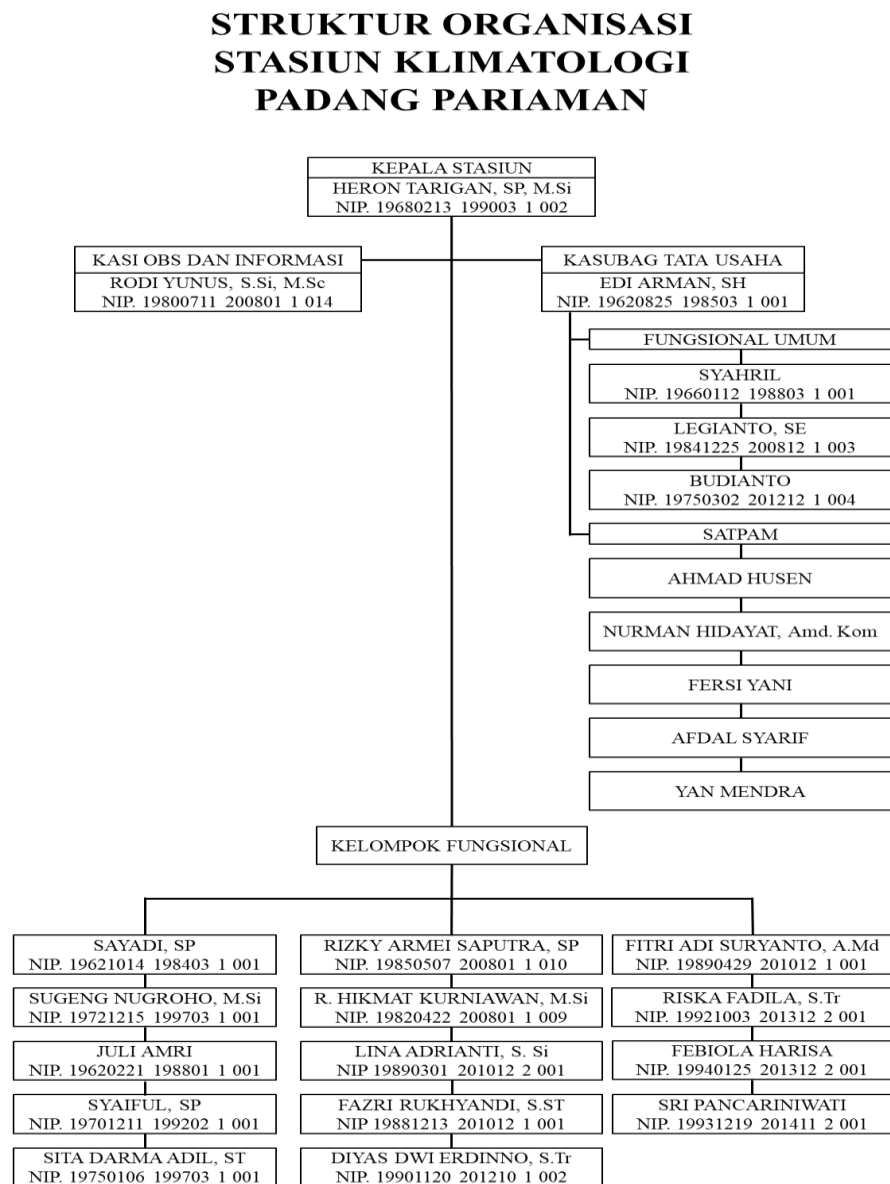 STRUKTUR ORGANISASI
STASIUN KLIMATOLOGI
PADANG PARIAMAN
KEPALA STASIUN
HERON TARIGAN, SP, M.Si
NIP. 19680213 199003 1 002
KASI OBS DAN INFORMASI
RODI YUNUS, S.Si, M.Sc
NIP. 19800711 200801 1 014
KASUBAG TATA USAHA
EDI ARMAN, SH
NIP. 19620825 198503 1 001
FUNGSIONAL UMUM
SYAHRIL
NIP. 19660112 198803 1 001
LEGIANTO, SE
NIP. 19841225 200812 1 003
BUDIANTO
NIP. 19750302 201212 1 004
SATPAM
AHMAD HUSEN
NURMAN HIDAYAT, Amd. Kom
FERSI YANI
AFDAL SYARIF
YAN MENDRA
KELOMPOK FUNGSIONAL
SAYADI, SP
NIP. 19621014 198403 1 001
SUGENG NUGROHO, M.Si
NIP. 19721215 199703 1 001
JULI AMRI
NIP. 19620221 198801 1 001
SYAIFUL, SP
NIP. 19701211 199202 1 001
SITA DARMA ADIL, ST
NIP. 19750106 199703 1 001
RIZKY ARMEI SAPUTRA, SP
NIP. 19850507 200801 1 010
R. HIKMAT KURNIAWAN, M.Si
NIP. 19820422 200801 1 009
LINA ADRIANTI, S. Si
NIP 19890301 201012 2 001
FAZRI RUKHYANDI, S.ST
NIP 19881213 201012 1 001
DIYAS DWI ERDINNO, S.Tr
NIP. 19901120 201210 1 002
FITRI ADI SURYANTO, A.Md
NIP. 19890429 201012 1 001
RISKA FADILA, S.Tr
NIP. 19921003 201312 2 001
FEBIOLA HARISA
NIP. 19940125 201312 2 001
SRI PANCARINIWATI
NIP. 19931219 201411 2 001